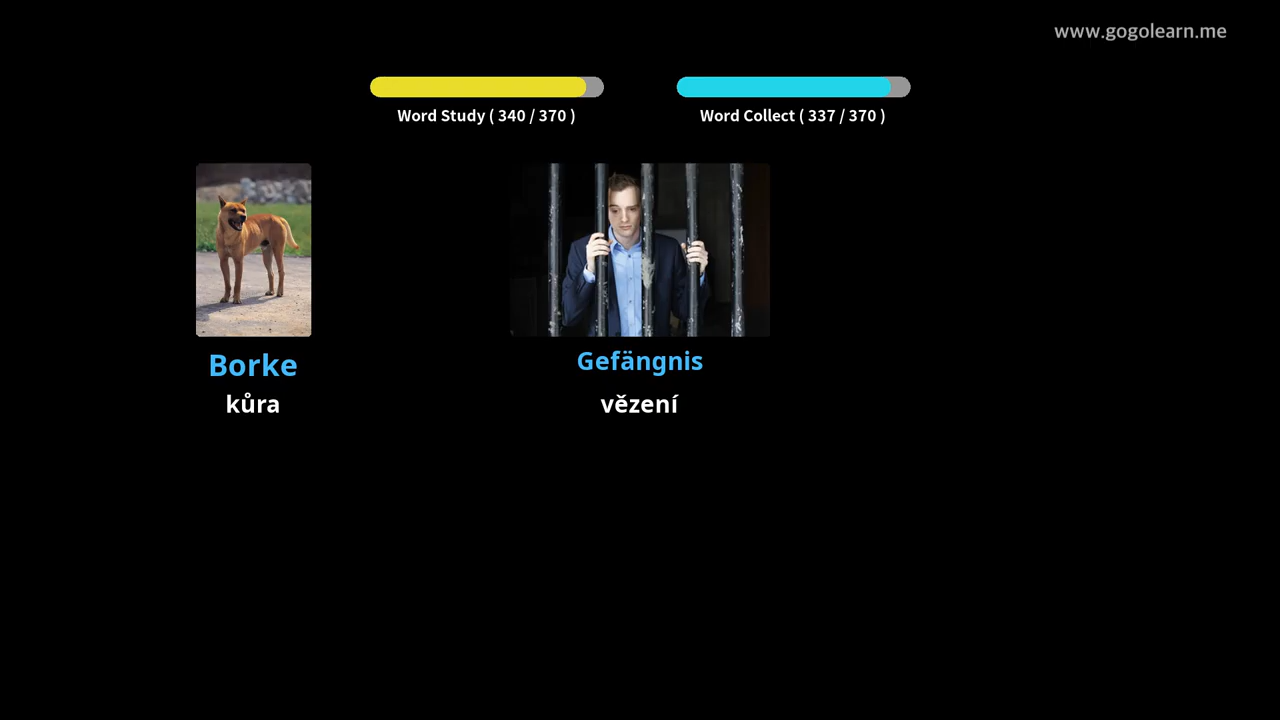 www.gogolearn.me
Word Study ( 340 / 370 )
Word Collect ( 337 / 370 )
Borke
kůra
Gefängnis
vězení